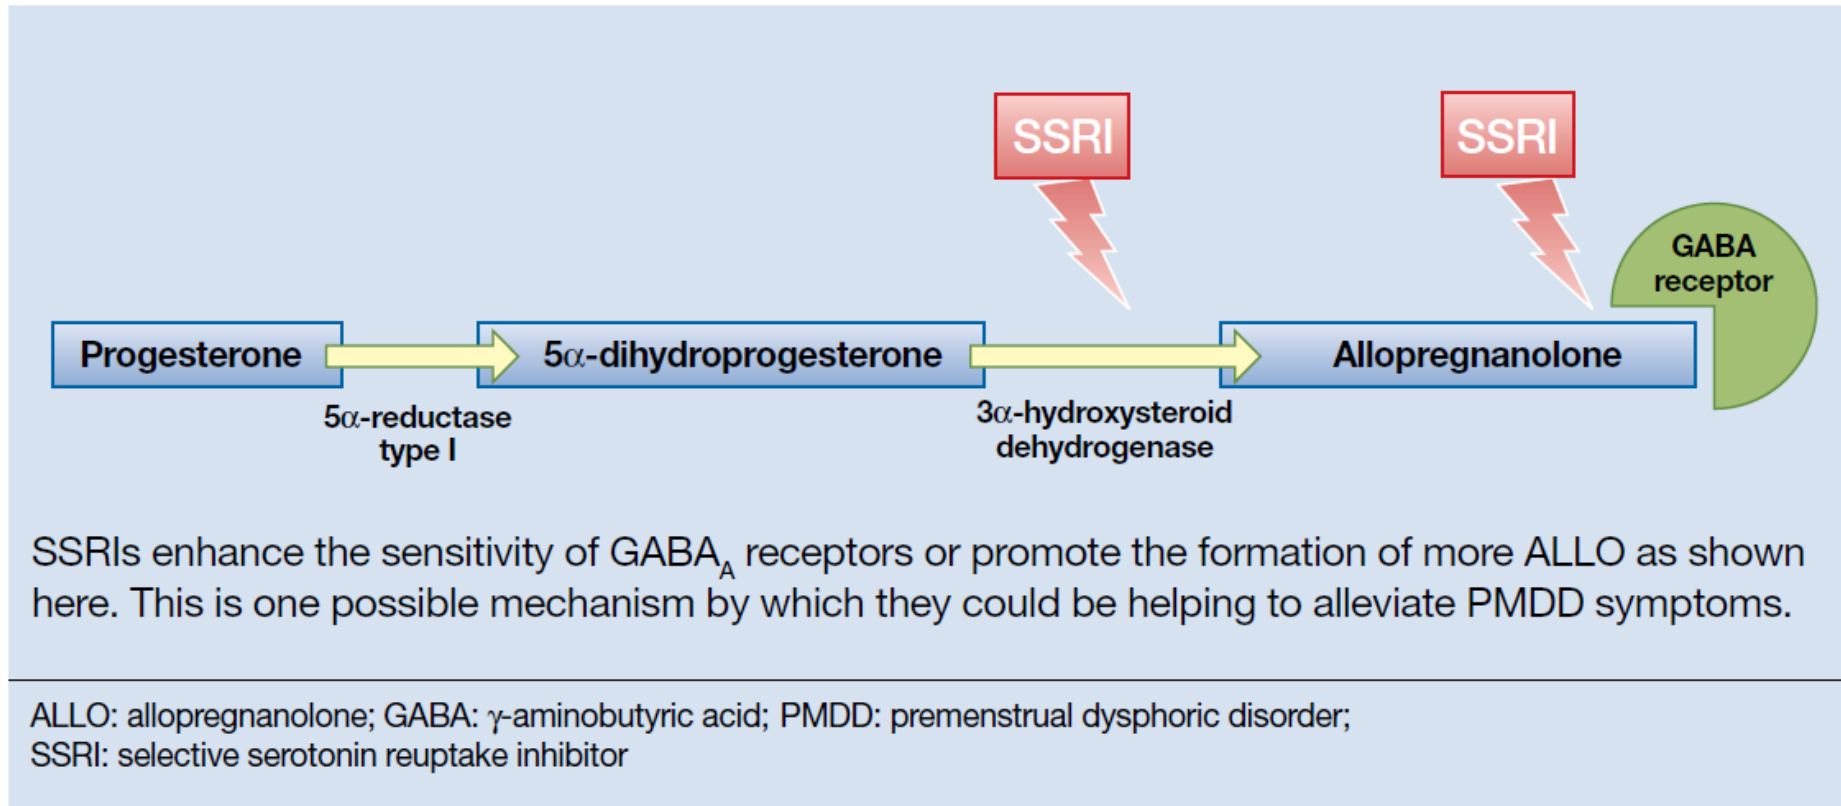 SSRI
SSRI
GABA
receptor
Progesterone
5α-dihydroprogesterone
Allopregnanolone
5α-reductase
type I
3α-hydroxysteroid
dehydrogenase
SSRIs enhance the sensitivity of GABA_A receptors or promote the formation of more ALLO as shown
here. This is one possible mechanism by which they could be helping to alleviate PMDD symptoms.
ALLO: allopregnanolone; GABA: γ-aminobutyric acid; PMDD: premenstrual dysphoric disorder;
SSRI: selective serotonin reuptake inhibitor